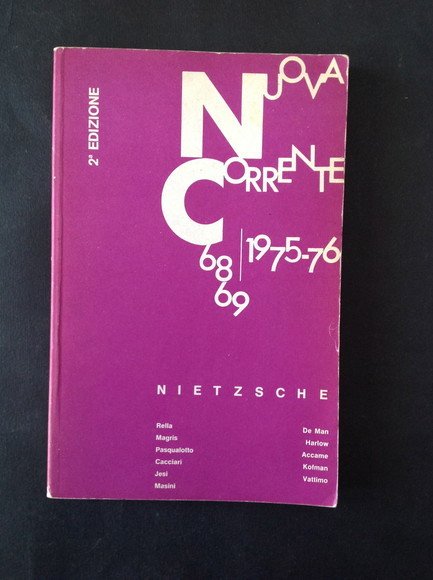 2ª EDIZIONE
NUOVA
CORRENTE
68 1975-76
69
NIETZSCHE
Rella
Magris
Pasqualotto
Cacciari
Jesi
Masini
De Man
Harlow
Accame
Kofman
Vattimo